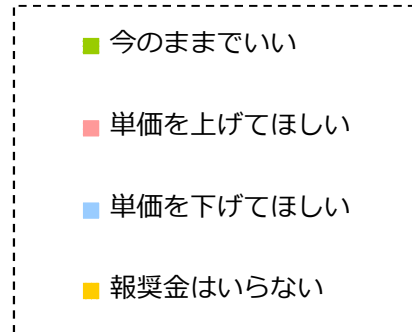 今のままでいい
単価を上げてほしい
単価を下げてほしい
報奨金はいらない